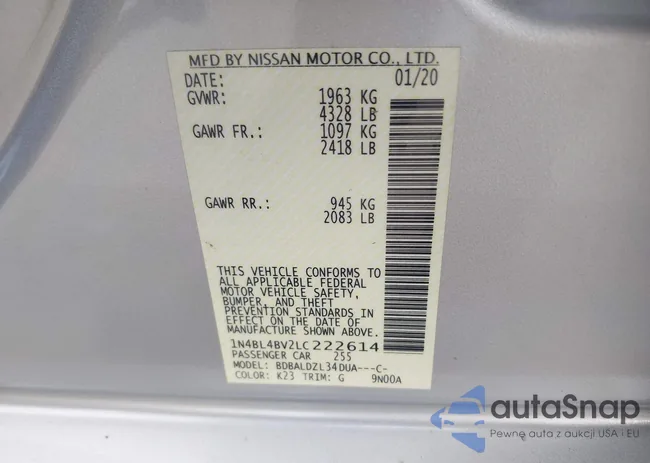 MFD BY NISSAN MOTOR CO., LTD.
DATE: 01/20
GVWR: 1963 KG
4328 LB
GAWR FR.: 1097 KG
2418 LB
GAWR RR.: 945 KG
2083 LB
THIS VEHICLE CONFORMS TO
ALL APPLICABLE FEDERAL
MOTOR VEHICLE SAFETY,
BUMPER, AND THEFT
PREVENTION STANDARDS IN
EFFECT ON THE DATE OF
MANUFACTURE SHOWN ABOVE.
1N4BL4BV2LC222614
PASSENGER CAR 255
MODEL: BDBALDZL34DUA---C-
COLOR: K23 TRIM: G 9N00A
autoSnap
Pewne auta z aukcji USA i EU